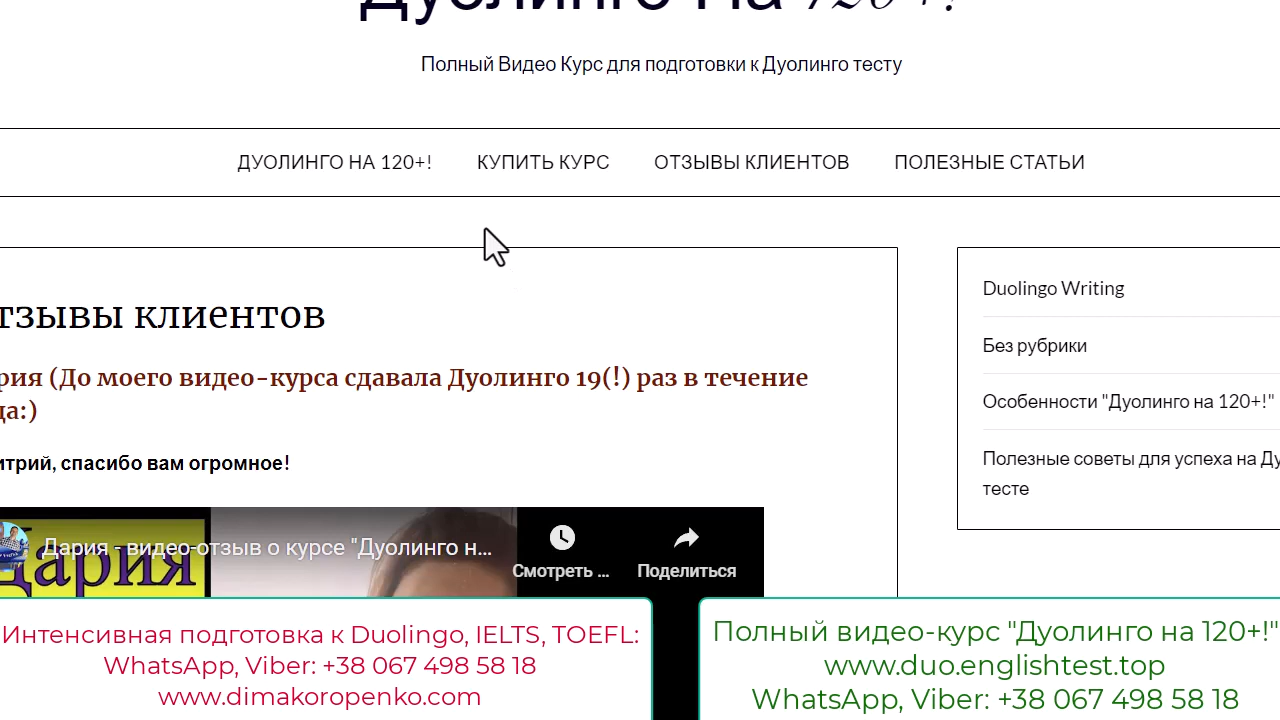 Дуолинго На 120+!
Полный Видео Курс для подготовки к Дуолинго тесту
ДУОЛИНГО НА 120+! КУПИТЬ КУРС ОТЗЫВЫ КЛИЕНТОВ ПОЛЕЗНЫЕ СТАТЬИ
тзывы клиентов
рия (До моего видео-курса сдавала Дуолинго 19(!) раз в течение
да:)
итрий, спасибо вам огромное!
Дария - видео-отзыв о курсе "Дуолинго н...
Дария
Смотреть ...
Поделиться
Duolingo Writing
Без рубрики
Особенности "Дуолинго на 120+!"
Полезные советы для успеха на Ду
тесте
Интенсивная подготовка к Duolingo, IELTS, TOEFL:
WhatsApp, Viber: +38 067 498 58 18
www.dimakoropenko.com
Полный видео-курс "Дуолинго на 120+!"
www.duo.englishtest.top
WhatsApp, Viber: +38 067 498 58 18